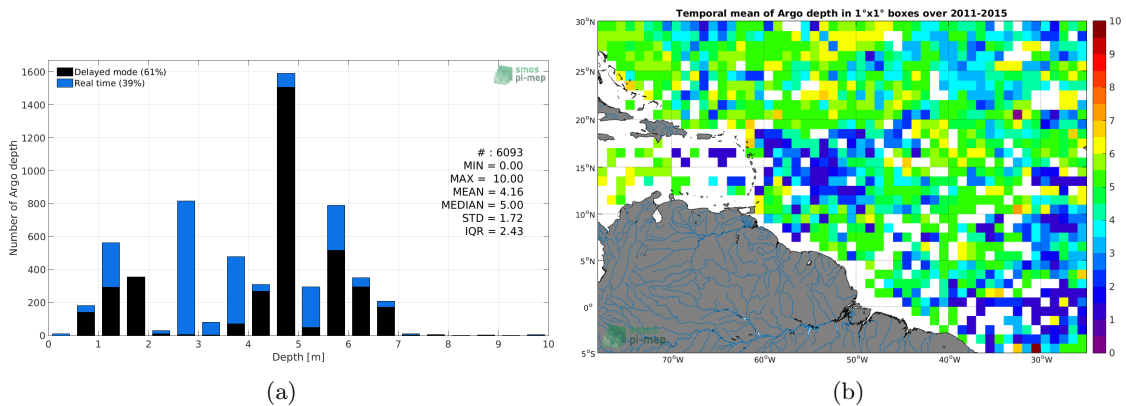 Delayed mode (61%)
Real time (39%)
smos
pi-mep
Number of Argo depth
1600
1400
1200
1000
800
600
400
200
0
# : 6093
MIN = 0.00
MAX = 10.00
MEAN = 4.16
MEDIAN = 5.00
STD = 1.72
IQR = 2.43
0 1 2 3 4 5 6 7 8 9 10
Depth [m]
(a)
Temporal mean of Argo depth in 1°x1° boxes over 2011-2015
30°N
25°N
20°N
15°N
10°N
5°N
0°
5°S
70°W 60°W 50°W 40°W 30°W
smos
pi-mep
10
9
8
7
6
5
4
3
2
1
0
(b)